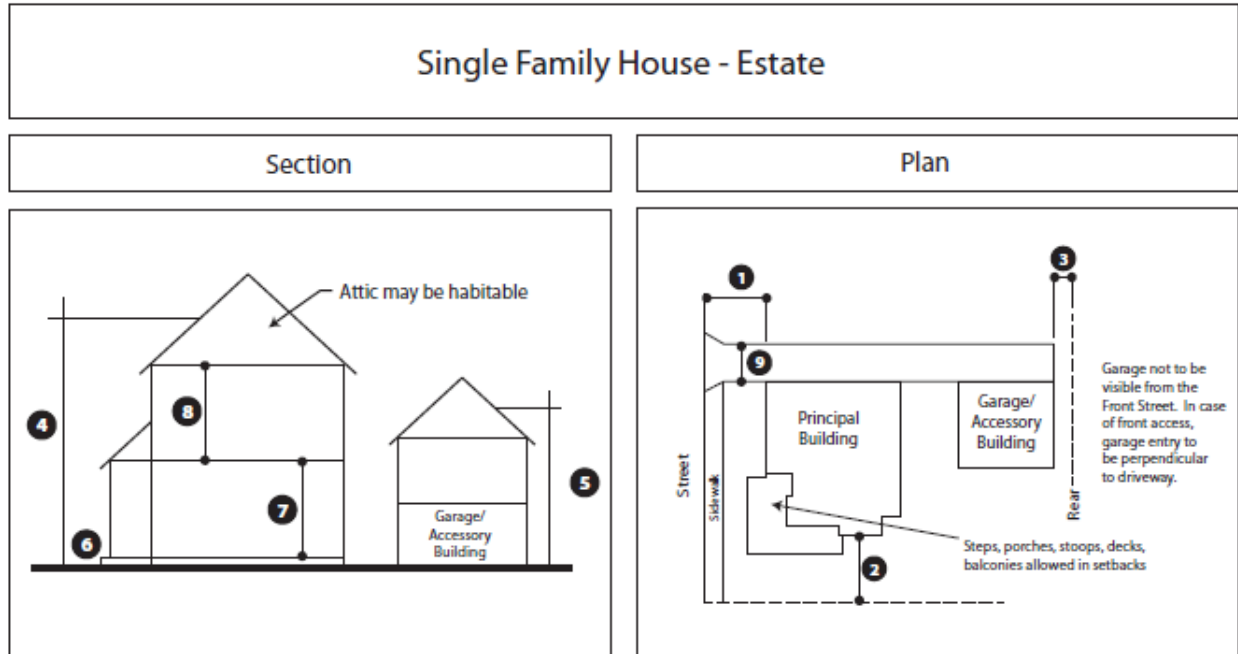 Single Family House - Estate
Section
Plan
Attic may be habitable
4
8
7
6
5
Garage/
Accessory
Building
1
3
9
2
Principal
Building
Garage/
Accessory
Building
Street
Sidewalk
Rear
Garage not to be
visible from the
Front Street. In case
of front access,
garage entry to
be perpendicular
to driveway.
Steps, porches, stoops, decks,
balconies allowed in setbacks